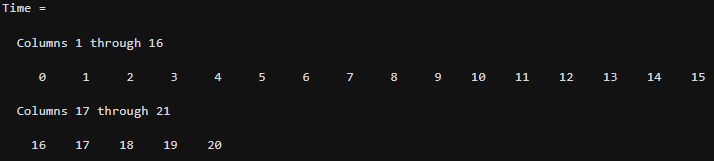 Time =
Columns 1 through 16
0 1 2 3 4 5 6 7 8 9 10 11 12 13 14 15
Columns 17 through 21
16 17 18 19 20